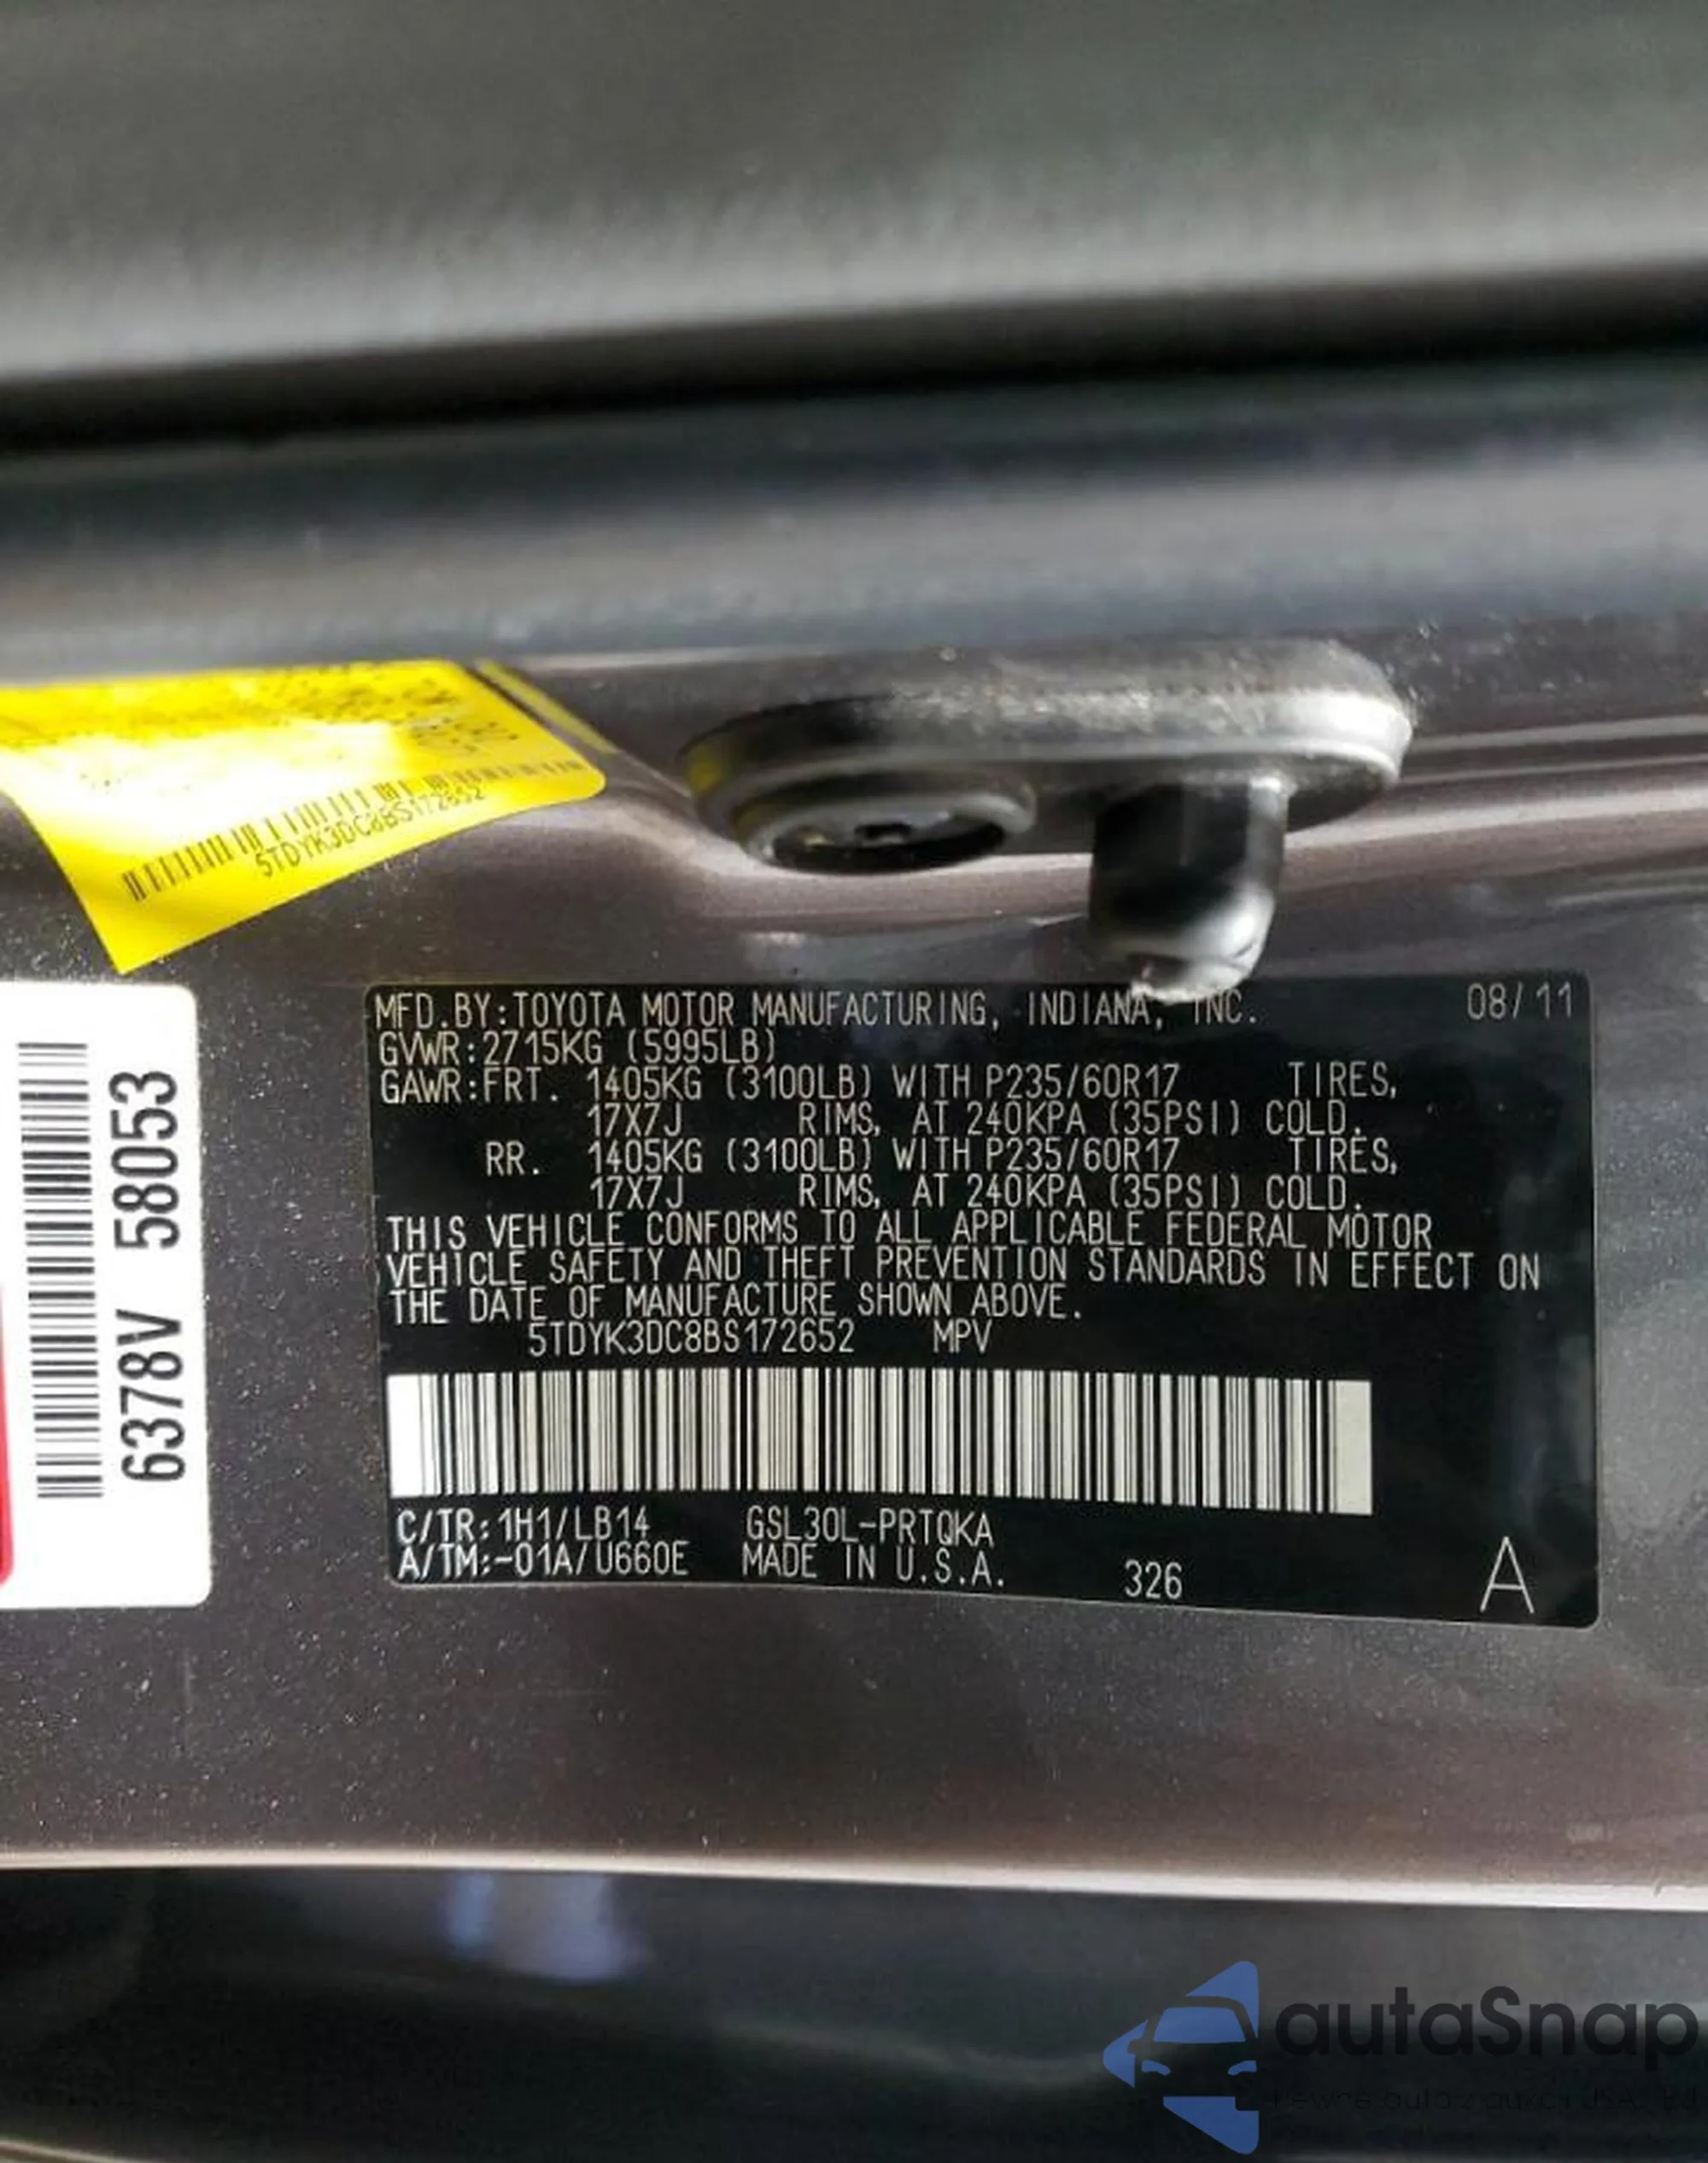 5TDYK3DC8BS172652
6378V 58053
MFD.BY:TOYOTA MOTOR MANUFACTURING, INDIANA, INC. 08/11
GVWR:2715KG (5995LB)
GAWR:FRT. 1405KG (3100LB) WITH P235/60R17 TIRES,
17X7J RIMS, AT 240KPA (35PSI) COLD.
RR. 1405KG (3100LB) WITH P235/60R17 TIRES,
17X7J RIMS, AT 240KPA (35PSI) COLD.
THIS VEHICLE CONFORMS TO ALL APPLICABLE FEDERAL MOTOR
VEHICLE SAFETY AND THEFT PREVENTION STANDARDS IN EFFECT ON
THE DATE OF MANUFACTURE SHOWN ABOVE.
5TDYK3DC8BS172652 MPV
C/TR:1H1/LB14 GSL30L-PRTQKA
A/TM:-01A/U660E MADE IN U.S.A. 326 A
autaSnap